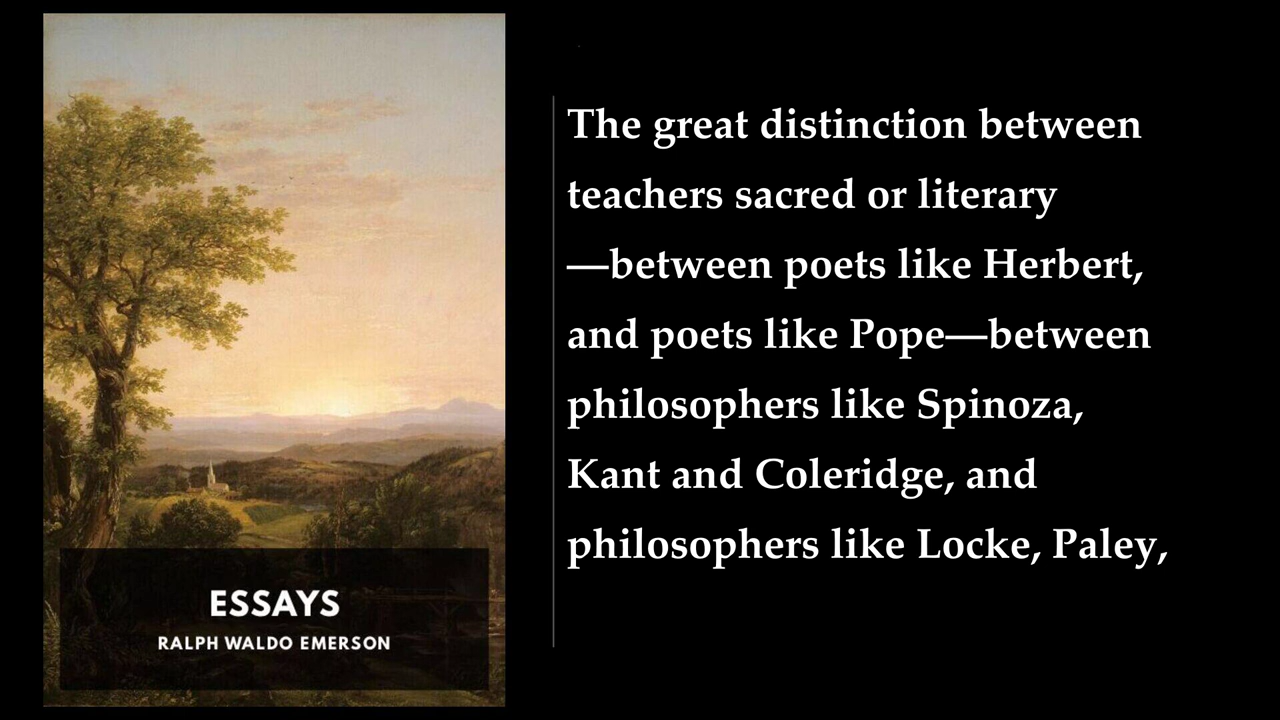 ESSAYS
RALPH WALDO EMERSON
The great distinction between
teachers sacred or literary
—between poets like Herbert,
and poets like Pope—between
philosophers like Spinoza,
Kant and Coleridge, and
philosophers like Locke, Paley,